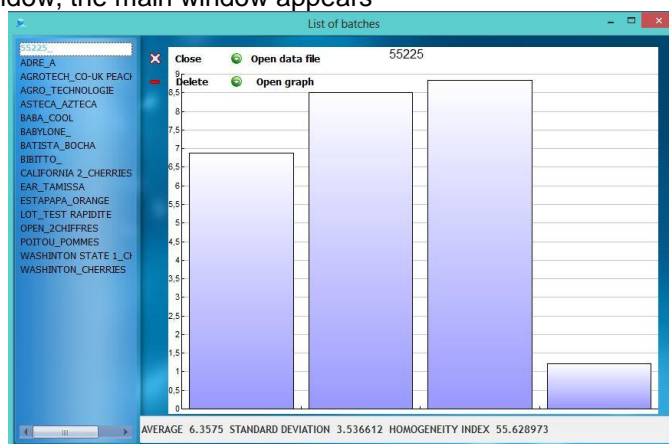 ndow, the main window appears
List of batches
55225_
ADRE_A
AGROTECH_CO-UK PEACH
AGRO_TECHNOLOGIE
ASTECA_AZTECA
BABA_COOL
BABYLONE_
BATISTA_BOCHA
BIBITTO_
CALIFORNIA 2_CHERRIES
EAR_TAMISSA
ESTAPAPA_ORANGE
LOT_TEST RAPIDITE
OPEN_2CHIFFRES
POITOU_POMMES
WASHINTON STATE 1_CH
WASHINTON_CHERRIES
Close Open data file
Delete Open graph
55225
9
8,5
7,5
7
6,5
6
5,5
5
4,5
4
3,5
3
2,5
2
1,5
1
0,5
0
AVERAGE 6.3575 STANDARD DEVIATION 3.536612 HOMOGENEITY INDEX 55.628973